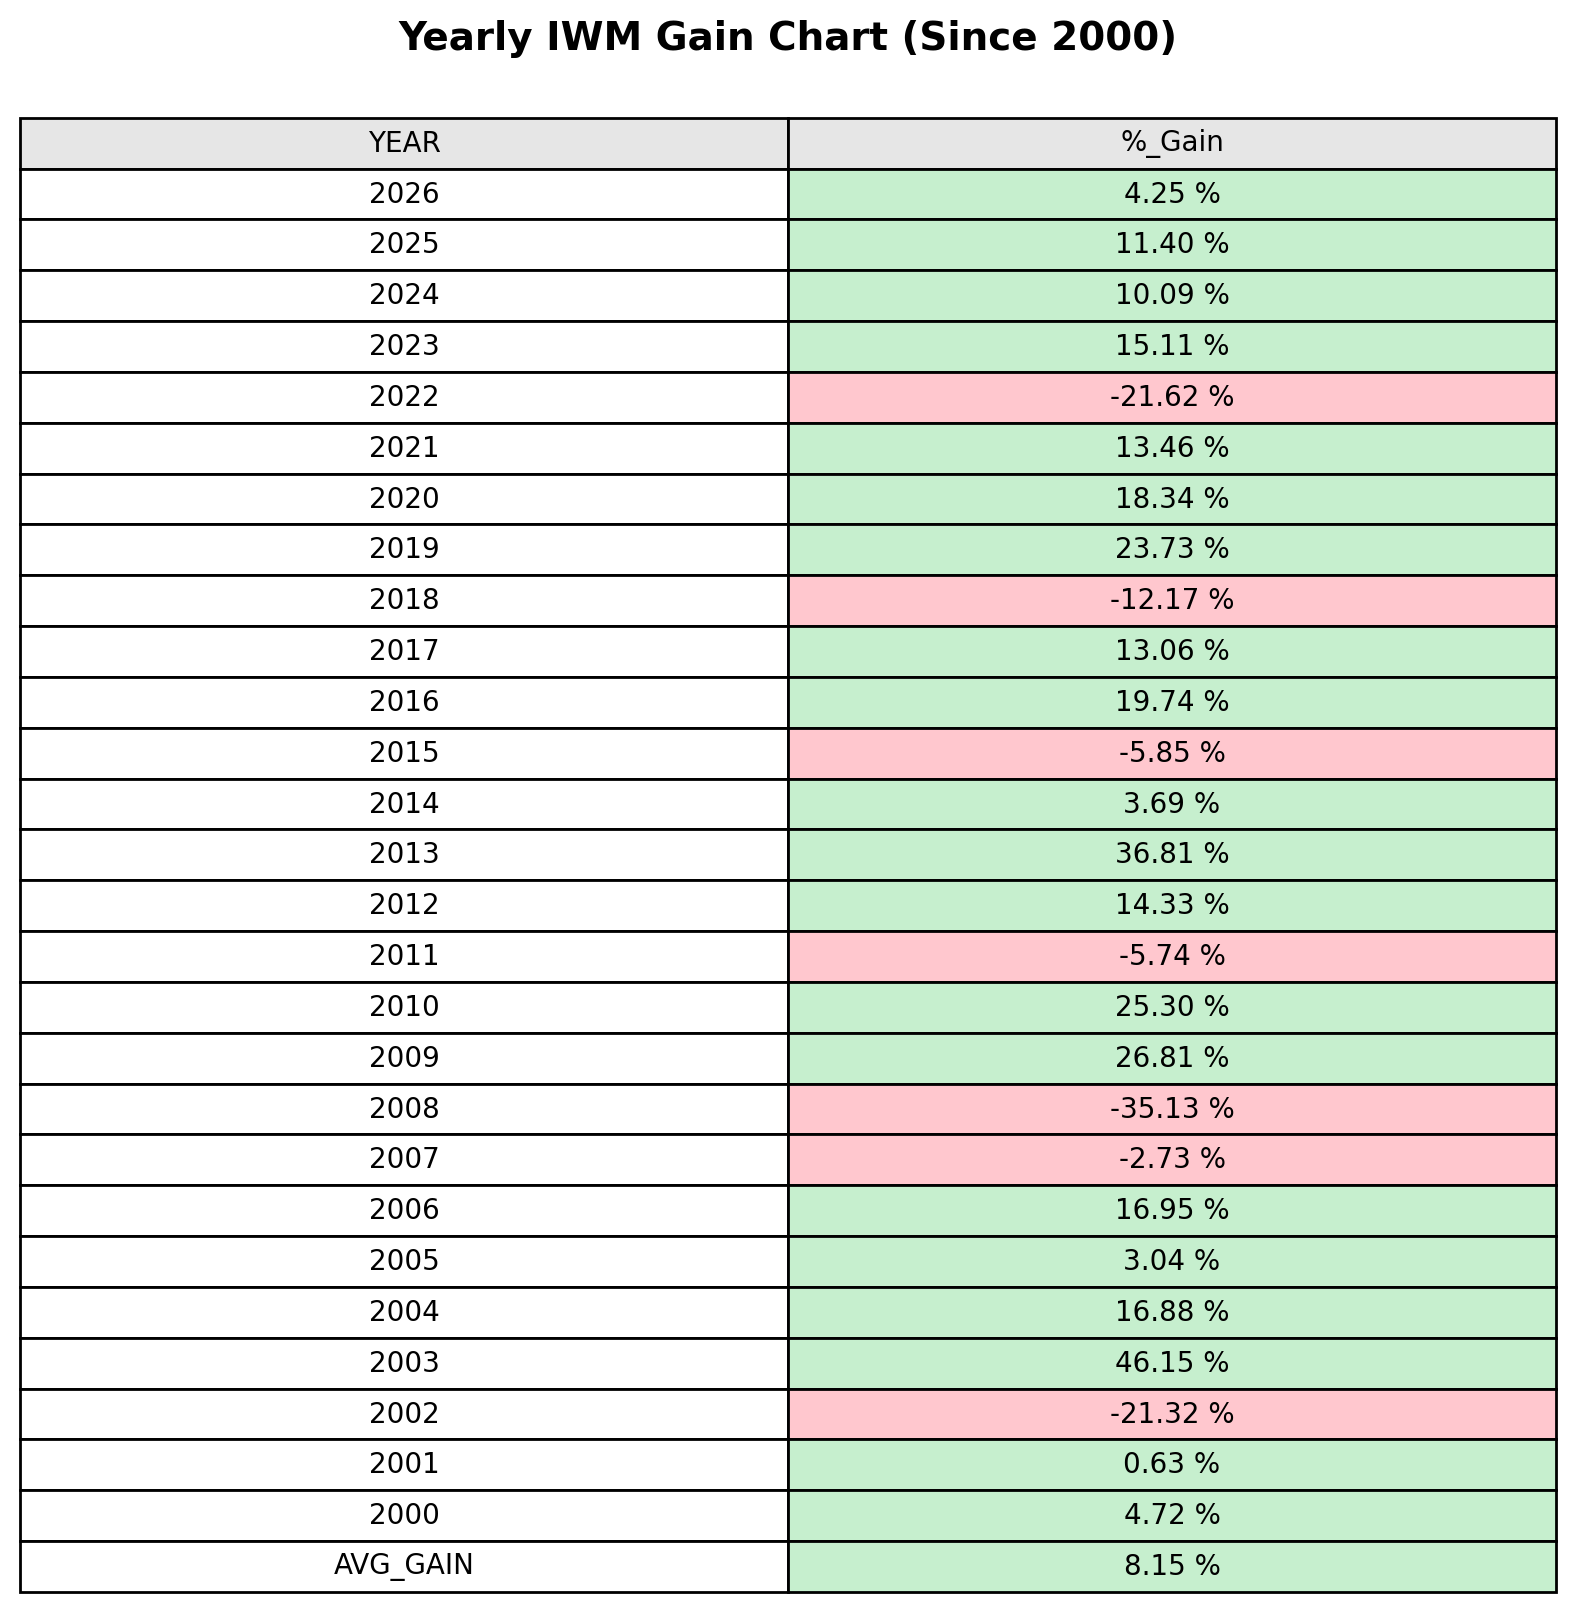 Yearly IWM Gain Chart (Since 2000)
YEAR %_Gain
2026 4.25 %
2025 11.40 %
2024 10.09 %
2023 15.11 %
2022 -21.62 %
2021 13.46 %
2020 18.34 %
2019 23.73 %
2018 -12.17 %
2017 13.06 %
2016 19.74 %
2015 -5.85 %
2014 3.69 %
2013 36.81 %
2012 14.33 %
2011 -5.74 %
2010 25.30 %
2009 26.81 %
2008 -35.13 %
2007 -2.73 %
2006 16.95 %
2005 3.04 %
2004 16.88 %
2003 46.15 %
2002 -21.32 %
2001 0.63 %
2000 4.72 %
AVG_GAIN 8.15 %